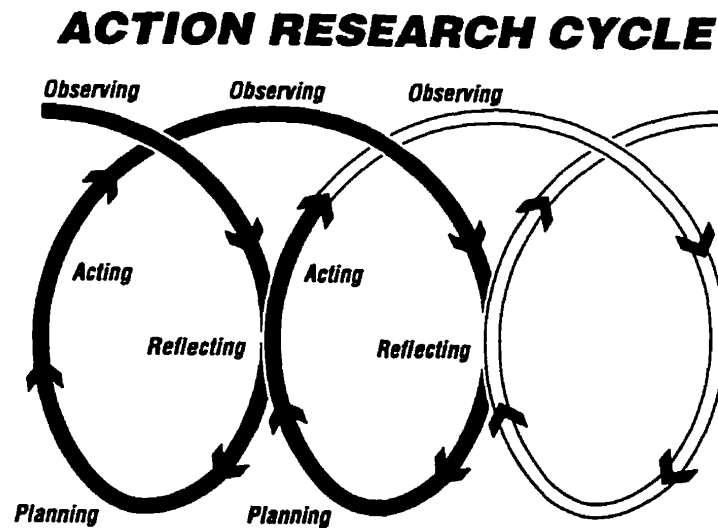 ACTION RESEARCH CYCLE
Observing Observing Observing
Acting Acting
Reflecting Reflecting
Planning Planning